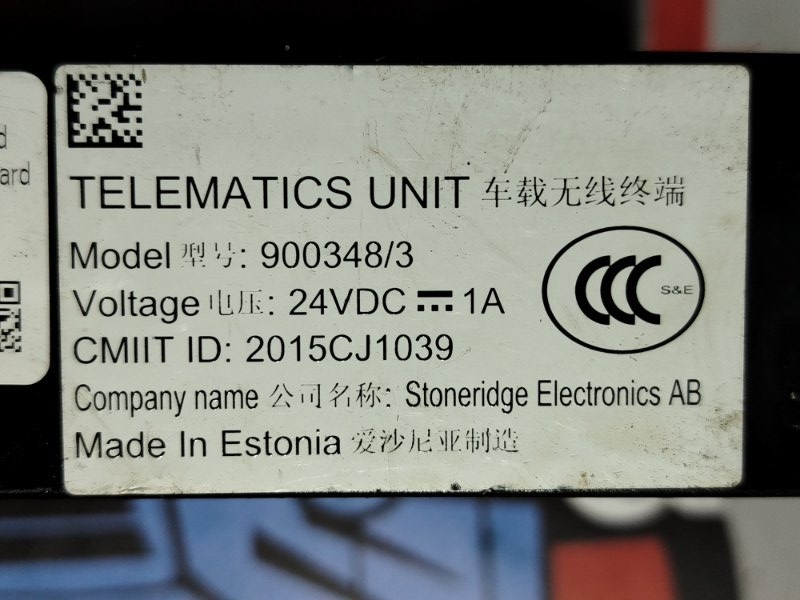 d
ard
TELEMATICS UNIT 车载无线终端
Model 型号: 900348/3
Voltage 电压: 24VDC 1A
CCC S&E
CMIIT ID: 2015CJ1039
Company name 公司名称: Stoneridge Electronics AB
Made In Estonia 爱沙尼亚制造